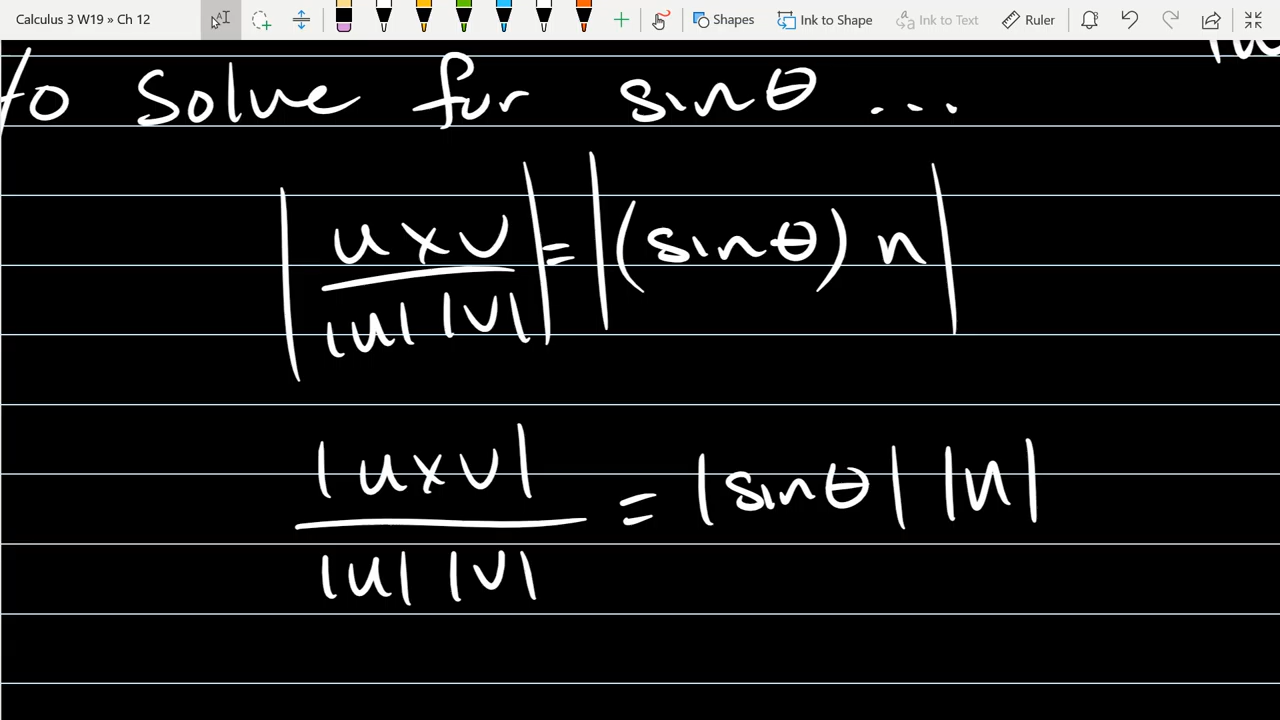 Calculus 3 W19 » Ch 12
Shapes
Ink to Shape
Ink to Text
Ruler
to solve for sinθ ...
| u×v / |u| |v| | = |(sinθ) n|
|u×v| / |u| |v| = |sinθ| |n|